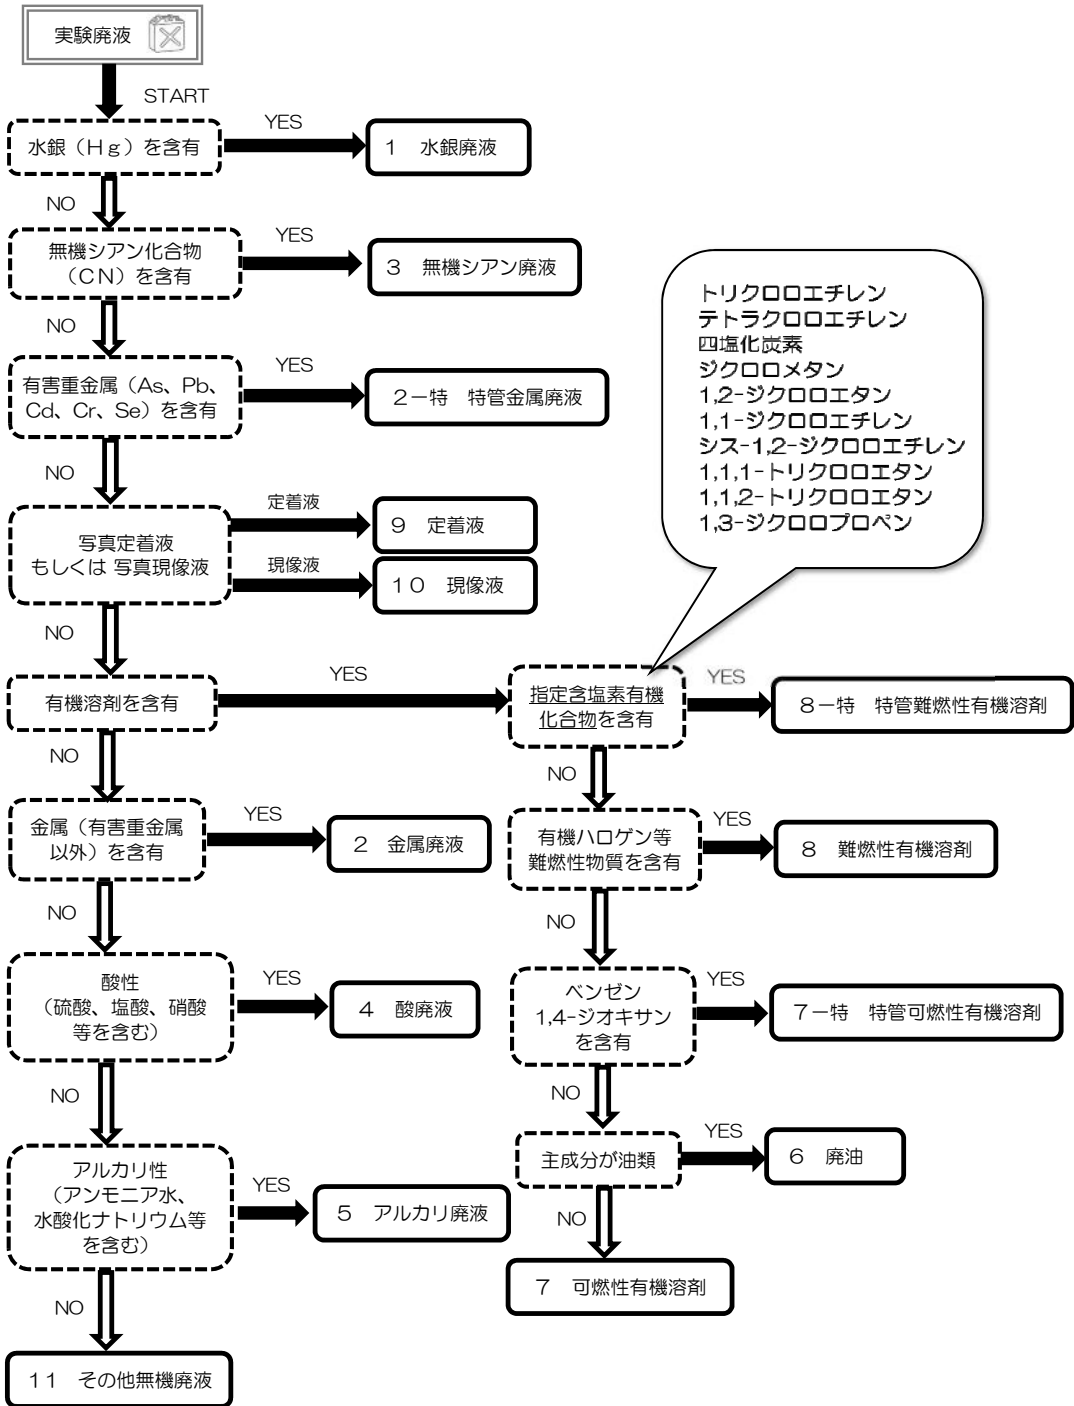 実験廃液
START
水銀（Ｈｇ）を含有
YES
１　水銀廃液
NO
無機シアン化合物
（ＣＮ）を含有
YES
３　無機シアン廃液
NO
有害重金属（As、Pb、
Cd、Cr、Se）を含有
YES
２－特　特管金属廃液
NO
写真定着液
もしくは 写真現像液
定着液
９　定着液
現像液
１０　現像液
NO
トリクロロエチレン
テトラクロロエチレン
四塩化炭素
ジクロロメタン
1,2-ジクロロエタン
1,1-ジクロロエチレン
シス-1,2-ジクロロエチレン
1,1,1-トリクロロエタン
1,1,2-トリクロロエタン
1,3-ジクロロプロペン
有機溶剤を含有
YES
指定含塩素有機
化合物を含有
YES
８－特　特管難燃性有機溶剤
NO
NO
金属（有害重金属
以外）を含有
YES
２　金属廃液
有機ハロゲン等
難燃性物質を含有
YES
８　難燃性有機溶剤
NO
NO
酸性
（硫酸、塩酸、硝酸
等を含む）
YES
４　酸廃液
ベンゼン
1,4-ジオキサン
を含有
YES
７－特　特管可燃性有機溶剤
NO
NO
アルカリ性
（アンモニア水、
水酸化ナトリウム等
を含む）
YES
５　アルカリ廃液
主成分が油類
YES
６　廃油
NO
７　可燃性有機溶剤
NO
１１　その他無機廃液